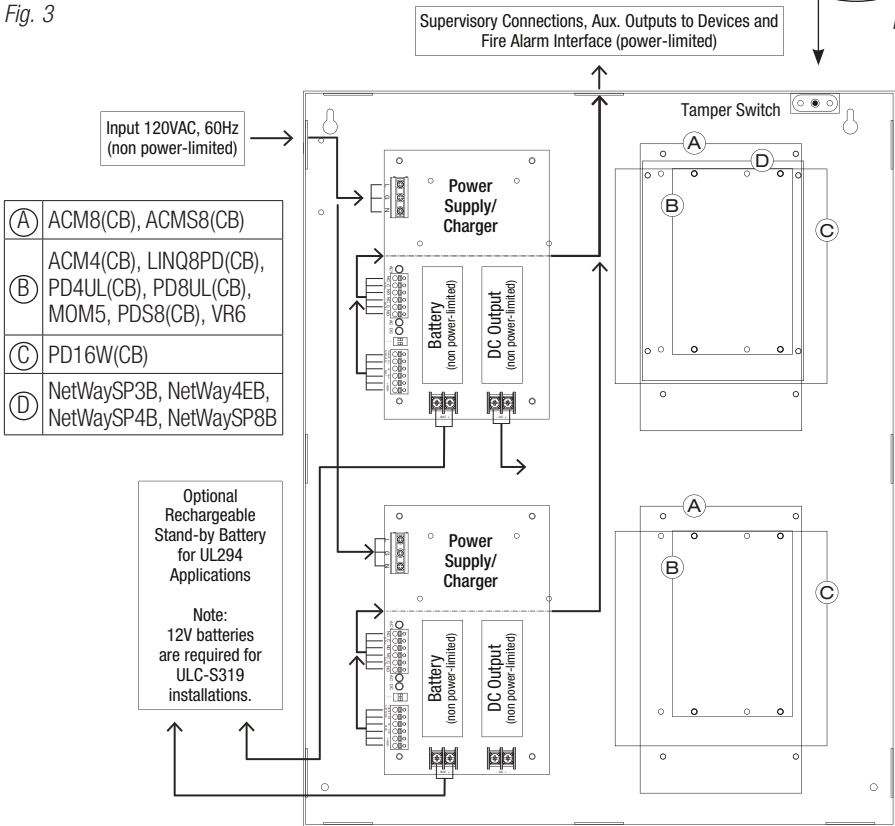 Fig. 3
Supervisory Connections, Aux. Outputs to Devices and
Fire Alarm Interface (power-limited)
Input 120VAC, 60Hz
(non power-limited)
Tamper Switch
A
D
B
C
Power
Supply/
Charger
L
G
N
Battery
(non power-limited)
DC Output
(non power-limited)
A ACM8(CB), ACMS8(CB)
B ACM4(CB), LINQ8PD(CB),
PD4UL(CB), PD8UL(CB),
MOM5, PDS8(CB), VR6
C PD16W(CB)
D NetWaySP3B, NetWay4EB,
NetWaySP4B, NetWaySP8B
Optional
Rechargeable
Stand-by Battery
for UL294
Applications
Note:
12V batteries
are required for
ULC-S319
installations.
Power
Supply/
Charger
L
G
N
Battery
(non power-limited)
DC Output
(non power-limited)
A
B
C